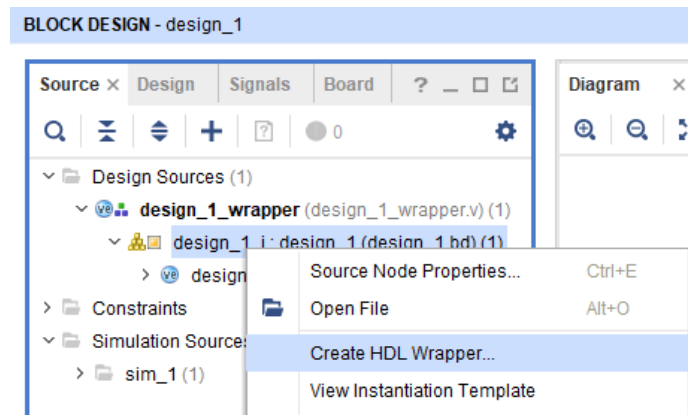 BLOCK DESIGN - design_1
Source × Design Signals Board ? Diagram ×
0
Design Sources (1)
design_1_wrapper (design_1_wrapper.v) (1)
design_1_i : design_1 (design_1.bd) (1)
design
Source Node Properties... Ctrl+E
Constraints
Open File Alt+O
Simulation Source
Create HDL Wrapper...
sim_1 (1)
View Instantiation Template